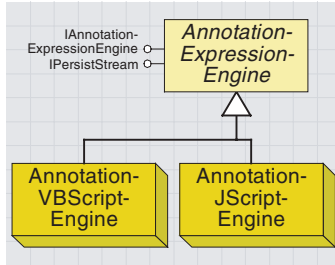 IAnnotation-
ExpressionEngine
IPersistStream
Annotation-
Expression-
Engine
Annotation-
VBScript-
Engine
Annotation-
JScript-
Engine